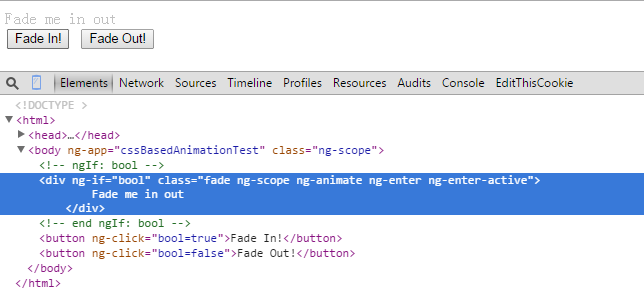 Fade me in out
Fade In! Fade Out!
Elements Network Sources Timeline Profiles Resources Audits Console EditThisCookie
<!DOCTYPE >
<html>
<head>…</head>
<body ng-app="cssBasedAnimationTest" class="ng-scope">
<!-- ngIf: bool -->
<div ng-if="bool" class="fade ng-scope ng-animate ng-enter ng-enter-active">
Fade me in out
</div>
<!-- end ngIf: bool -->
<button ng-click="bool=true">Fade In!</button>
<button ng-click="bool=false">Fade Out!</button>
</body>
</html>